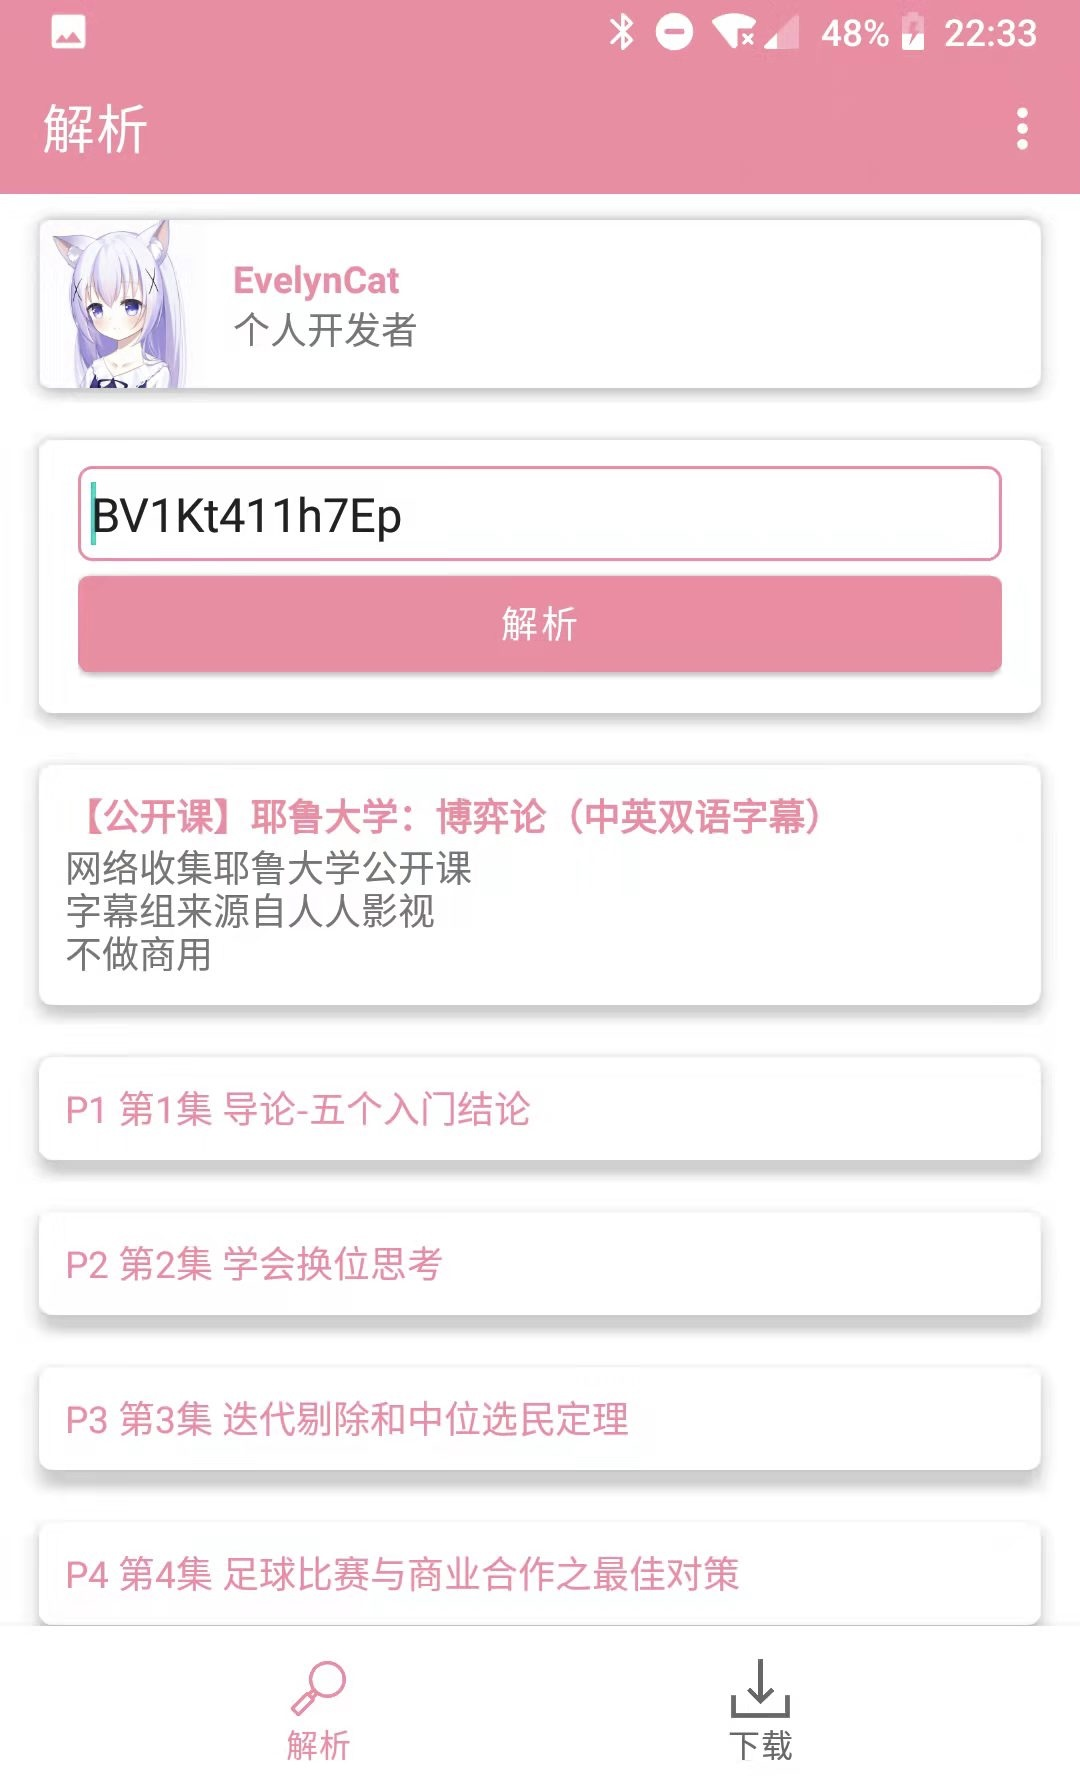 48% 22:33
解析
EvelynCat
个人开发者
BV1Kt411h7Ep
解析
【公开课】耶鲁大学：博弈论（中英双语字幕）
网络收集耶鲁大学公开课
字幕组来源自人人影视
不做商用
P1 第1集 导论-五个入门结论
P2 第2集 学会换位思考
P3 第3集 迭代剔除和中位选民定理
P4 第4集 足球比赛与商业合作之最佳对策
解析
下载